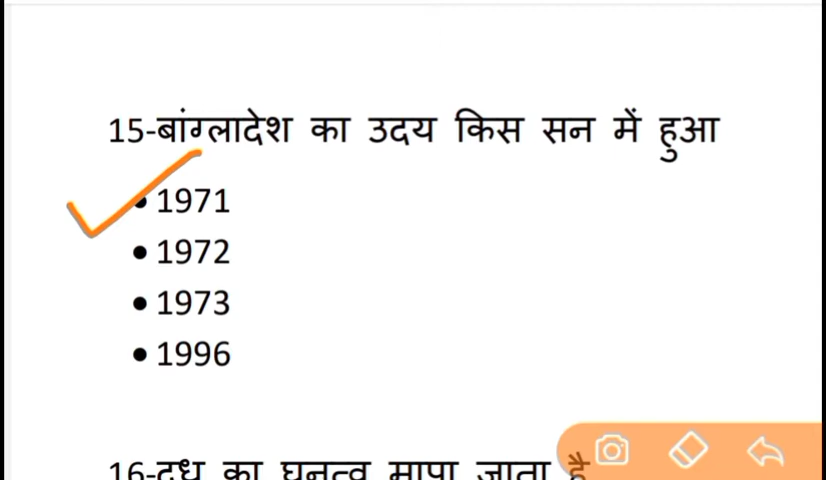 15-बांग्लादेश का उदय किस सन में हुआ
• 1971
• 1972
• 1973
• 1996
16-दूध का घनत्व मापा जाता है